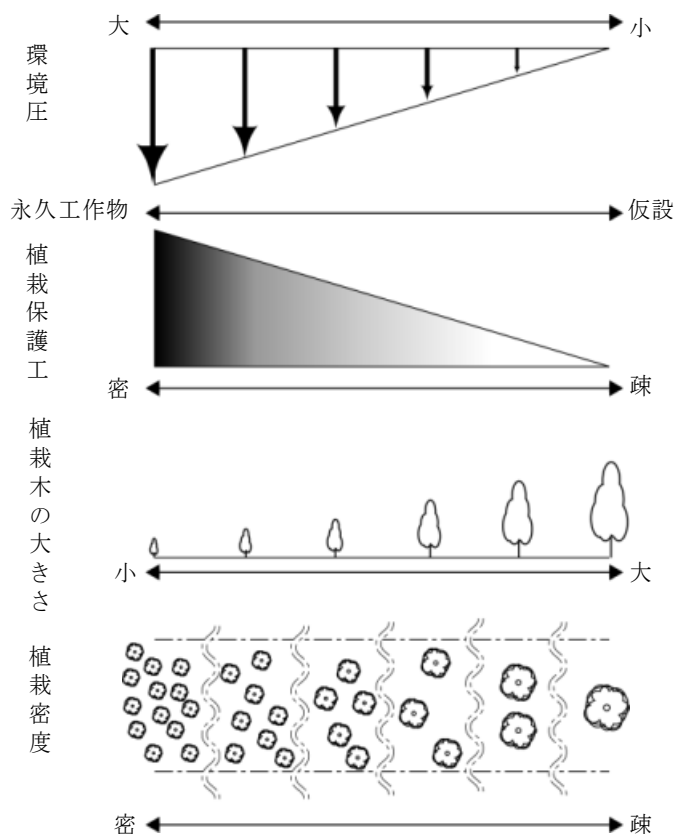 大 小
環境圧
永久工作物 仮設
植栽保護工
密 疎
植栽木の大きさ
小 大
植栽密度
密 疎